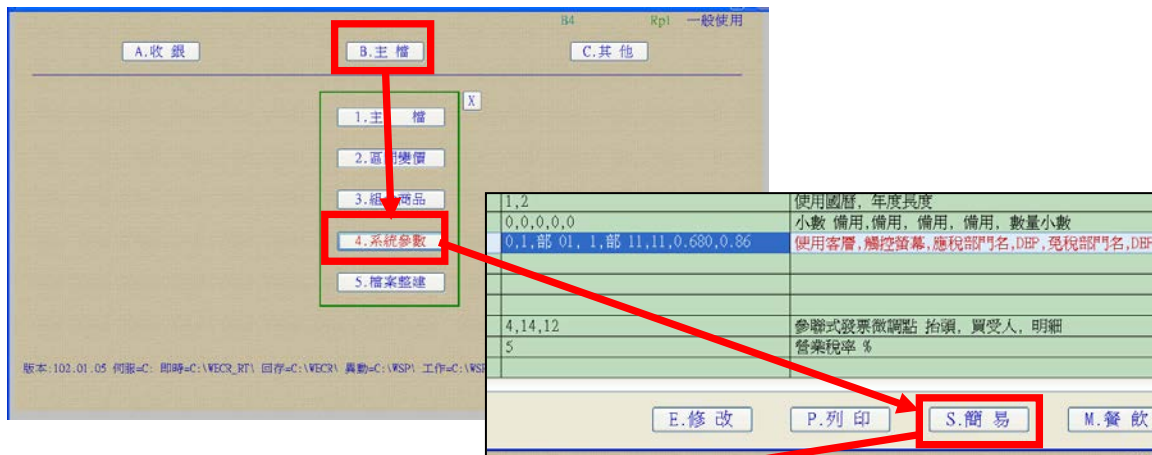 B4 Rp1 一般使用
A.收 銀 B.主 檔 C.其 他
X
1.主 檔
2.區間變價
3.組 商品
4.系統參數
5.檔案整建
版本:102.01.05 伺服=C: 即時=C:\WECR_RT\ 回存=C:\WECR\ 異動=C:\WSP\ 工作=C:\WSP
1,2 使用國曆, 年度長度
0,0,0,0,0 小數 備用,備用, 備用, 備用, 數量小數
0,1,部 01, 1,部 11,11,0.680,0.86 使用客層,觸控螢幕,應稅部門名,DBP,免稅部門名,DBP
4,14,12 參聯式發票微調點 抬頭, 買受人, 明細
5 營業稅率 %
E.修 改 P.列 印 S.簡 易 M.餐 飲